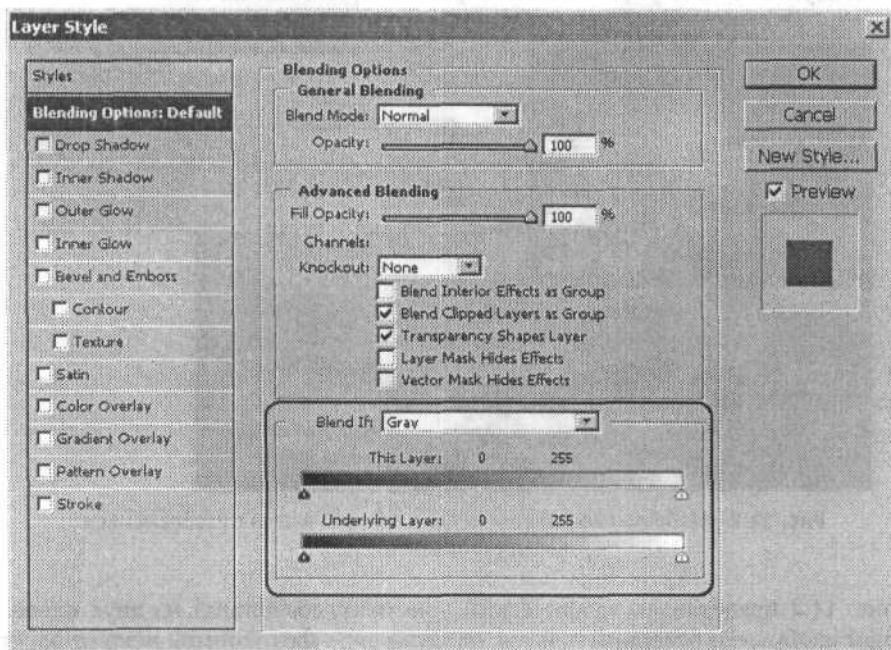 Layer Style
Styles
Blending Options: Default
Drop Shadow
Inner Shadow
Outer Glow
Inner Glow
Bevel and Emboss
Contour
Texture
Satin
Color Overlay
Gradient Overlay
Pattern Overlay
Stroke
Blending Options
General Blending
Blend Mode: Normal
Opacity: 100 %
Advanced Blending
Fill Opacity: 100 %
Channels:
Knockout: None
Blend Interior Effects as Group
Blend Clipped Layers as Group
Transparency Shapes Layer
Layer Mask Hides Effects
Vector Mask Hides Effects
Blend If: Gray
This Layer: 0 255
Underlying Layer: 0 255
OK
Cancel
New Style...
Preview